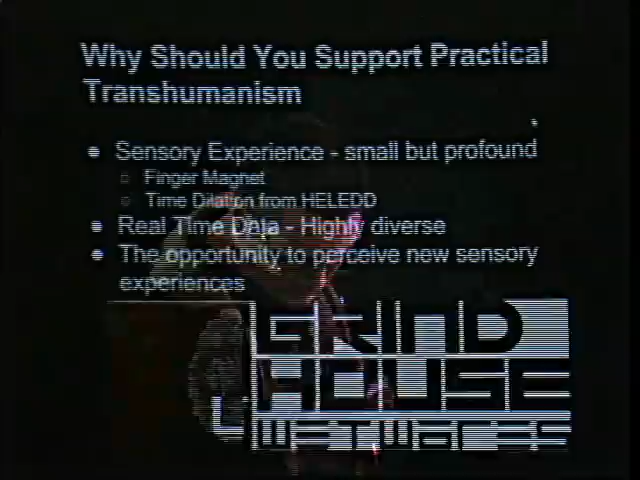 Why Should You Support Practical
Transhumanism
Sensory Experience - small but profound
Finger Magnet
Time Dilation from HELEDD
Real Time Data - Highly diverse
The opportunity to perceive new sensory
experiences
GRIND
HOUSE
WETWARES